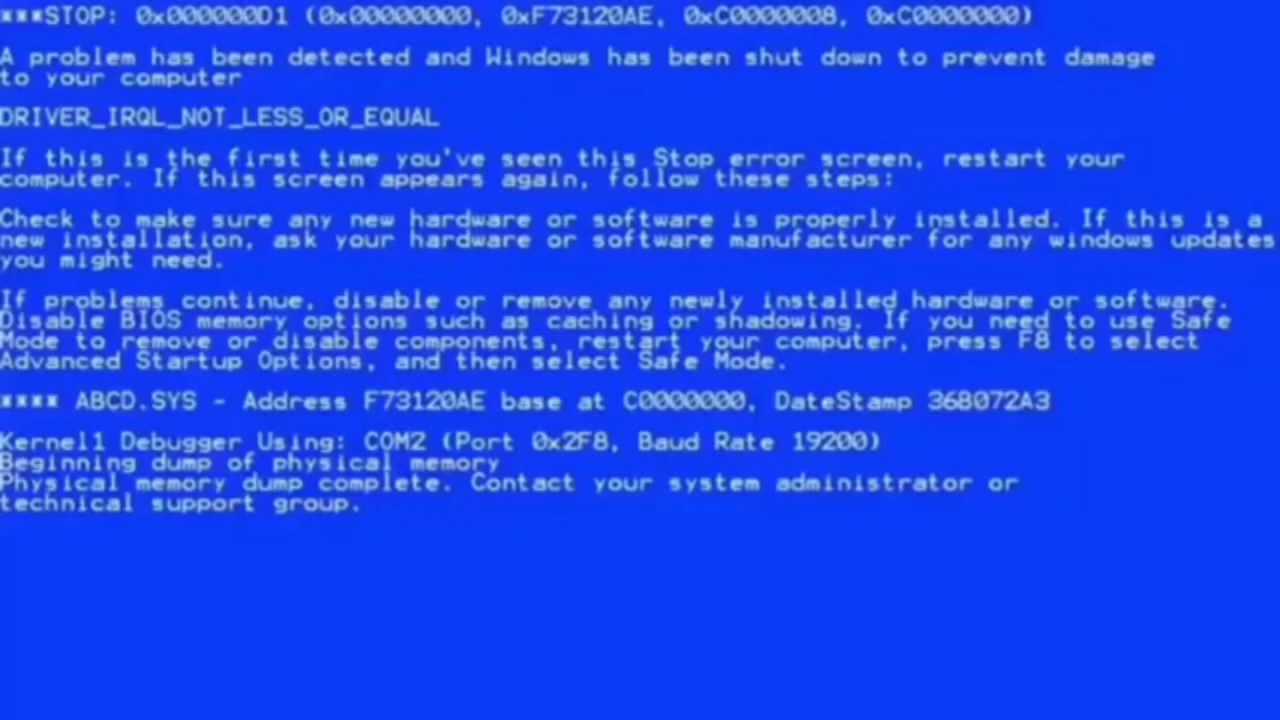 ***STOP: 0x000000D1 (0x00000000, 0xF73120AE, 0xC0000008, 0xC0000000)
A problem has been detected and Windows has been shut down to prevent damage
to your computer
DRIVER_IRQL_NOT_LESS_OR_EQUAL
If this is the first time you've seen this Stop error screen, restart your
computer. If this screen appears again, follow these steps:
Check to make sure any new hardware or software is properly installed. If this is a
new installation, ask your hardware or software manufacturer for any windows updates
you might need.
If problems continue, disable or remove any newly installed hardware or software.
Disable BIOS memory options such as caching or shadowing. If you need to use Safe
Mode to remove or disable components, restart your computer, press F8 to select
Advanced Startup Options, and then select Safe Mode.
**** ABCD.SYS - Address F73120AE base at C0000000, DateStamp 368072A3
Kernel1 Debugger Using: COM2 (Port 0x2F8, Baud Rate 19200)
Beginning dump of physical memory
Physical memory dump complete. Contact your system administrator or
technical support group.